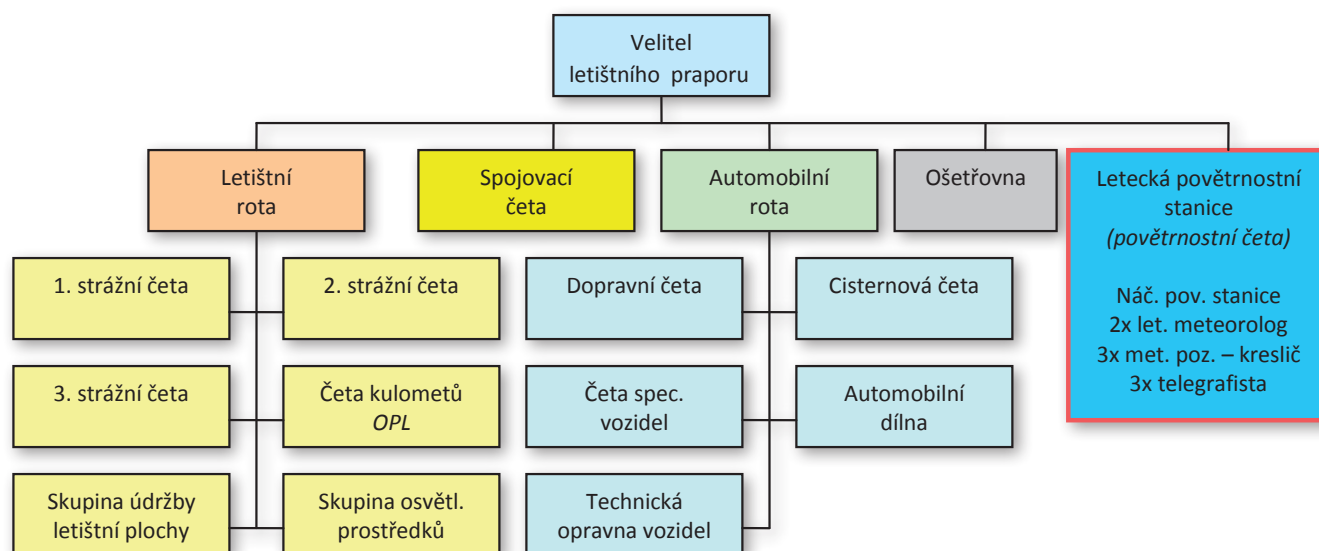 Velitel
letištního praporu
Letištní
rota
Spojovací
četa
Automobilní
rota
Ošetřovna
Letecká povětrnostní
stanice
(povětrnostní četa)
Náč. pov. stanice
2x let. meteorolog
3x met. poz. – kreslič
3x telegrafista
1. strážní četa
2. strážní četa
Dopravní četa
Cisternová četa
3. strážní četa
Četa kulometů
OPL
Četa spec.
vozidel
Automobilní
dílna
Skupina údržby
letištní plochy
Skupina osvětl.
prostředků
Technická
opravna vozidel